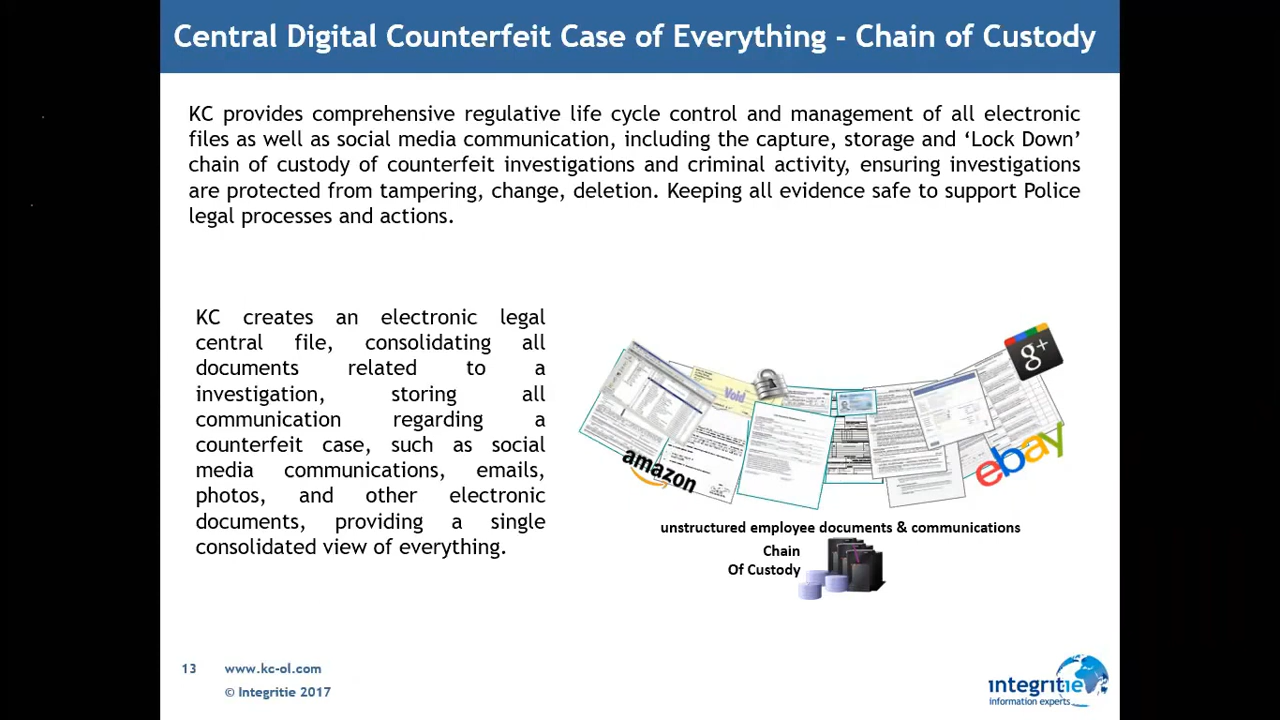 Central Digital Counterfeit Case of Everything - Chain of Custody
KC provides comprehensive regulative life cycle control and management of all electronic
files as well as social media communication, including the capture, storage and ‘Lock Down’
chain of custody of counterfeit investigations and criminal activity, ensuring investigations
are protected from tampering, change, deletion. Keeping all evidence safe to support Police
legal processes and actions.
KC creates an electronic legal
central file, consolidating all
documents related to a
investigation, storing all
communication regarding a
counterfeit case, such as social
media communications, emails,
photos, and other electronic
documents, providing a single
consolidated view of everything.
g+
Void
amazon
ebay
unstructured employee documents & communications
Chain
Of Custody
13 www.kc-ol.com
© Integritie 2017
integritie
information experts